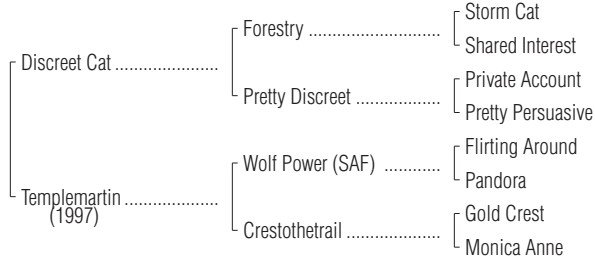 Storm Cat
Forestry ............................
Shared Interest
Discreet Cat ......................
Private Account
Pretty Discreet ..................
Pretty Persuasive
Flirting Around
Wolf Power (SAF) ............
Pandora
Templemartin ....................
(1997)
Gold Crest
Crestothetrail ....................
Monica Anne